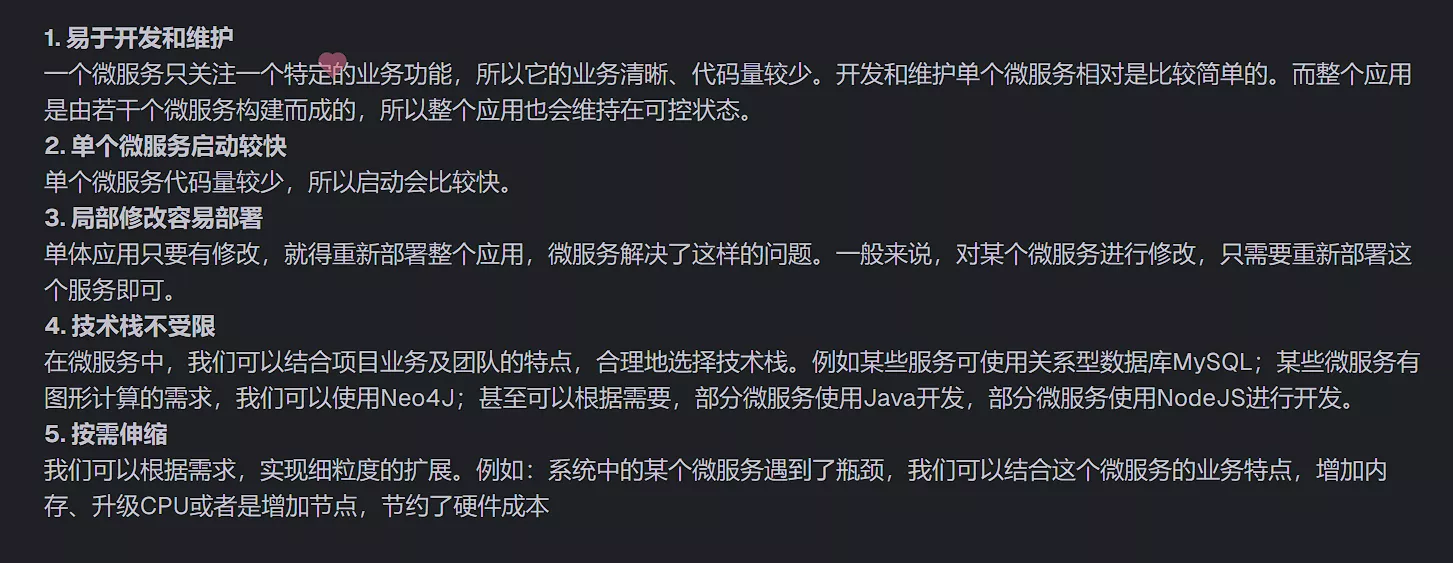 1. 易于开发和维护
一个微服务只关注一个特定的业务功能，所以它的业务清晰、代码量较少。开发和维护单个微服务相对是比较简单的。而整个应用
是由若干个微服务构建而成的，所以整个应用也会维持在可控状态。
2. 单个微服务启动较快
单个微服务代码量较少，所以启动会比较快。
3. 局部修改容易部署
单体应用只要有修改，就得重新部署整个应用，微服务解决了这样的问题。一般来说，对某个微服务进行修改，只需要重新部署这
个服务即可。
4. 技术栈不受限
在微服务中，我们可以结合项目业务及团队的特点，合理地选择技术栈。例如某些服务可使用关系型数据库MySQL；某些微服务有
图形计算的需求，我们可以使用Neo4J；甚至可以根据需要，部分微服务使用Java开发，部分微服务使用NodeJS进行开发。
5. 按需伸缩
我们可以根据需求，实现细粒度的扩展。例如：系统中的某个微服务遇到了瓶颈，我们可以结合这个微服务的业务特点，增加内
存、升级CPU或者是增加节点，节约了硬件成本